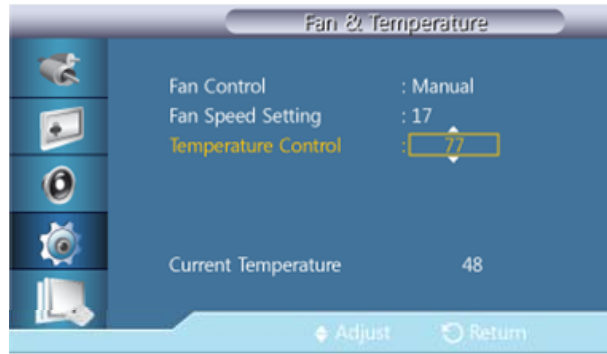 Fan & Temperature
Fan Control : Manual
Fan Speed Setting : 17
Temperature Control : 77
Current Temperature 48
Adjust Return